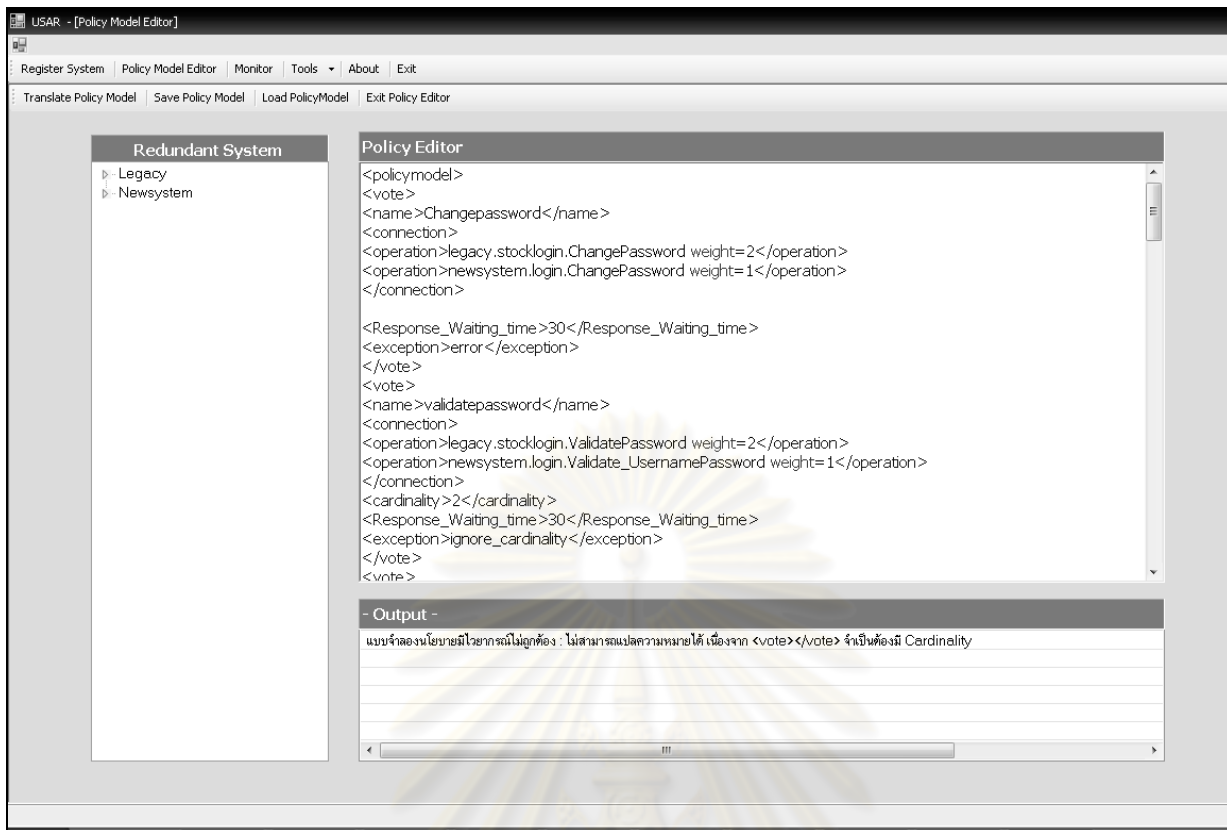 USAR - [Policy Model Editor]
Register System Policy Model Editor Monitor Tools About Exit
Translate Policy Model Save Policy Model Load PolicyModel Exit Policy Editor
Redundant System
Legacy
Newsystem
Policy Editor
<policymodel>
<vote>
<name>Changepassword</name>
<connection>
<operation>legacy.stocklogin.ChangePassword weight=2</operation>
<operation>newsystem.login.ChangePassword weight=1</operation>
</connection>
<Response_Waiting_time>30</Response_Waiting_time>
<exception>error</exception>
</vote>
<vote>
<name>validatepassword</name>
<connection>
<operation>legacy.stocklogin.ValidatePassword weight=2</operation>
<operation>newsystem.login.Validate_UsernamePassword weight=1</operation>
</connection>
<cardinality>2</cardinality>
<Response_Waiting_time>30</Response_Waiting_time>
<exception>ignore_cardinality</exception>
</vote>
<vote>
- Output -
แบบจำลองนโยบายมีไวยากรณ์ไม่ถูกต้อง : ไม่สามารถแปลความหมายได้ เนื่องจาก <vote></vote> จำเป็นต้องมี Cardinality